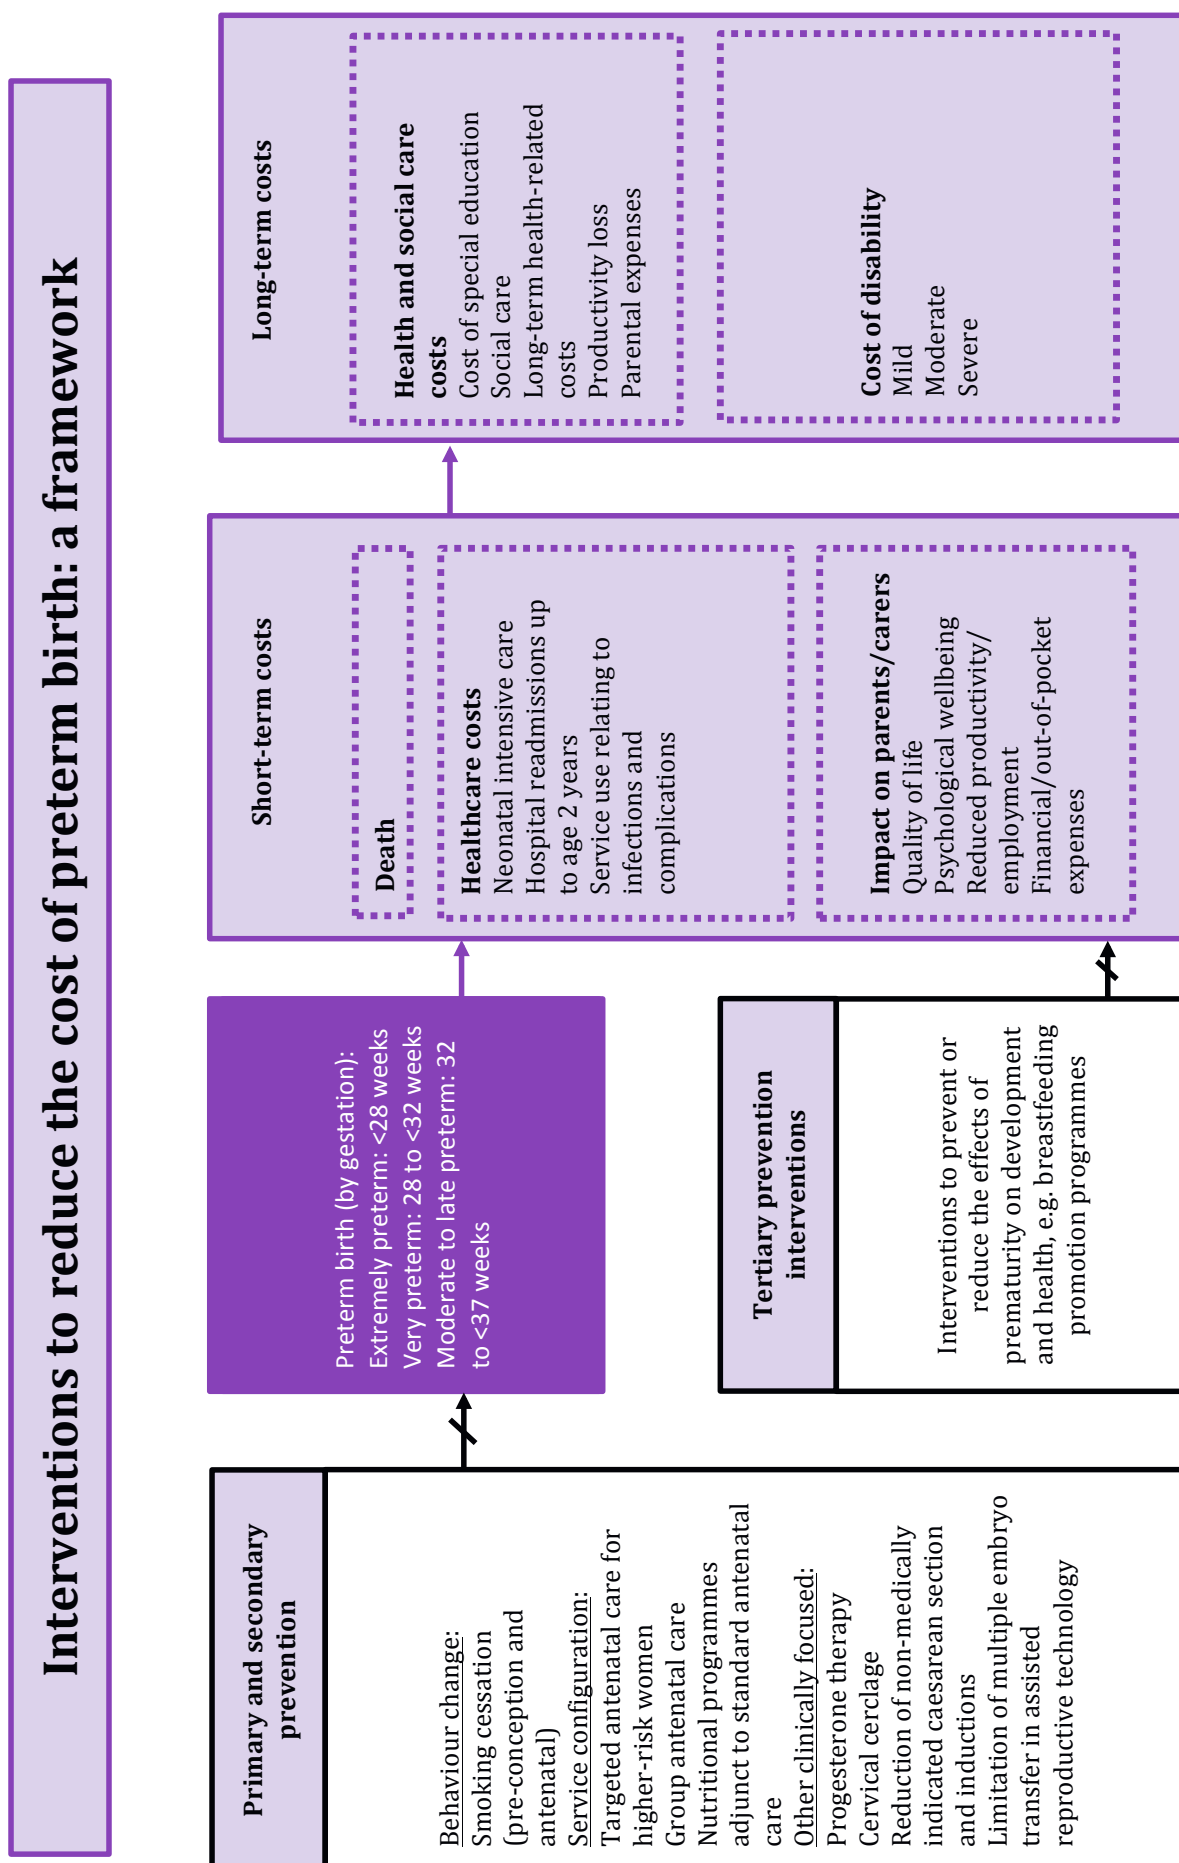 Interventions to reduce the cost of preterm birth: a framework
Primary and secondary
prevention
Behaviour change:
Smoking cessation
(pre-conception and
antenatal)
Service configuration:
Targeted antenatal care for
higher-risk women
Group antenatal care
Nutritional programmes
adjunct to standard antenatal
care
Other clinically focused:
Progesterone therapy
Cervical cerclage
Reduction of non-medically
indicated caesarean section
and inductions
Limitation of multiple embryo
transfer in assisted
reproductive technology
Preterm birth (by gestation):
Extremely preterm: <28 weeks
Very preterm: 28 to <32 weeks
Moderate to late preterm: 32
to <37 weeks
Tertiary prevention
interventions
Interventions to prevent or
reduce the effects of
prematurity on development
and health, e.g. breastfeeding
promotion programmes
Short-term costs
Death
Healthcare costs
Neonatal intensive care
Hospital readmissions up
to age 2 years
Service use relating to
infections and
complications
Impact on parents/carers
Quality of life
Psychological wellbeing
Reduced productivity/
employment
Financial/out-of-pocket
expenses
Long-term costs
Health and social care
costs
Cost of special education
Social care
Long-term health-related
costs
Productivity loss
Parental expenses
Cost of disability
Mild
Moderate
Severe